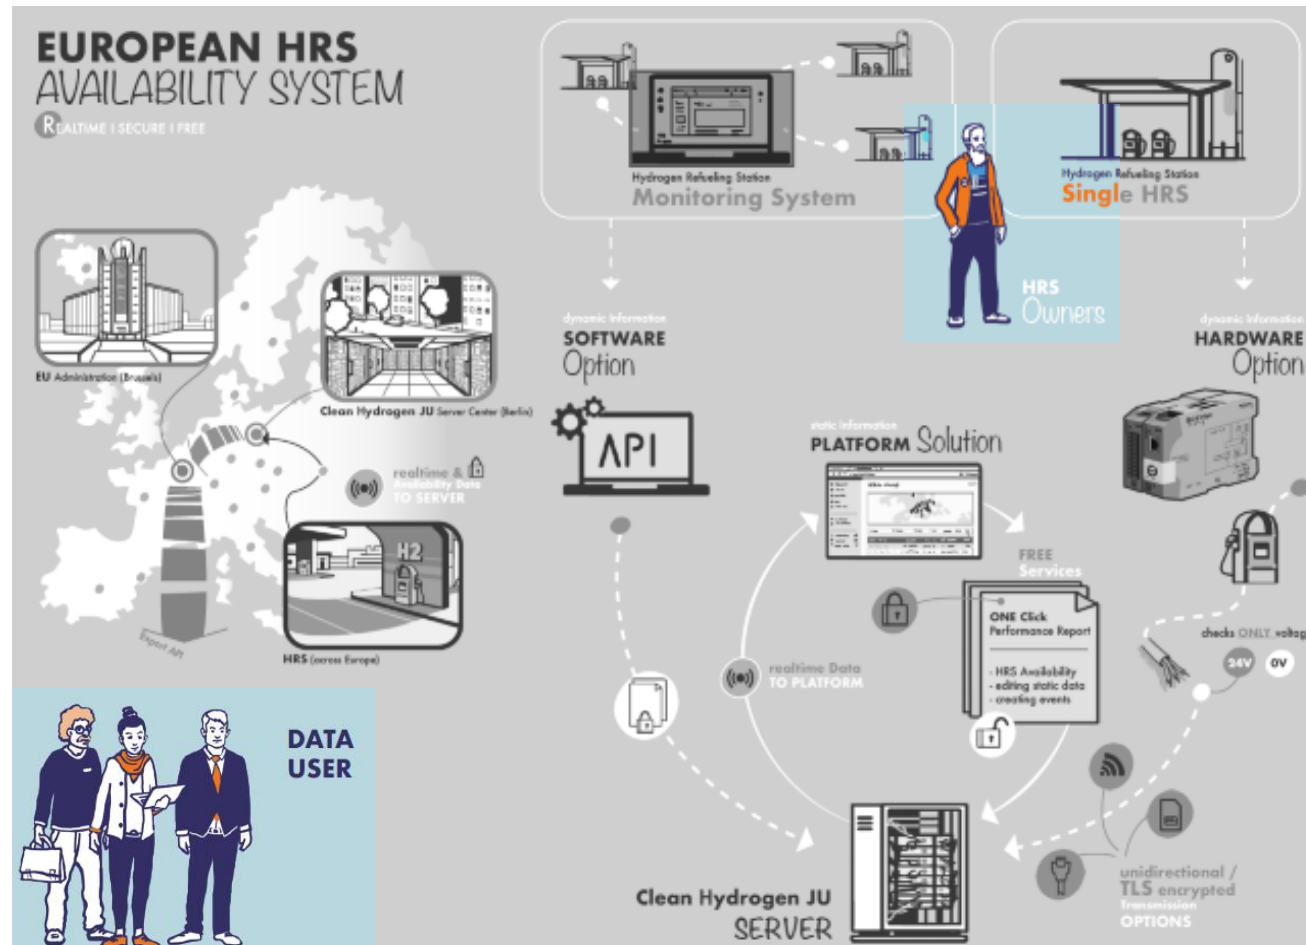 EUROPEAN HRS
AVAILABILITY SYSTEM
REALTIME | SECURE | FREE
Hydrogen Refueling Station
Monitoring System
Hydrogen Refueling Station
Single HRS
HRS
Owners
EU Administration (Brussels)
Clean Hydrogen JU Server Center (Berlin)
realtime &
Availability Data
TO SERVER
H2
HRS (across Europe)
Export API
DATA
USER
dynamic Information
SOFTWARE
Option
API
static Information
PLATFORM Solution
dynamic Information
HARDWARE
Option
FREE
Services
ONE Click
Performance Report
- HRS Availability
- editing static data
- creating events
realtime Data
TO PLATFORM
checks ONLY voltag
24V
0V
unidirectional /
TLS encrypted
Transmission
OPTIONS
Clean Hydrogen JU
SERVER